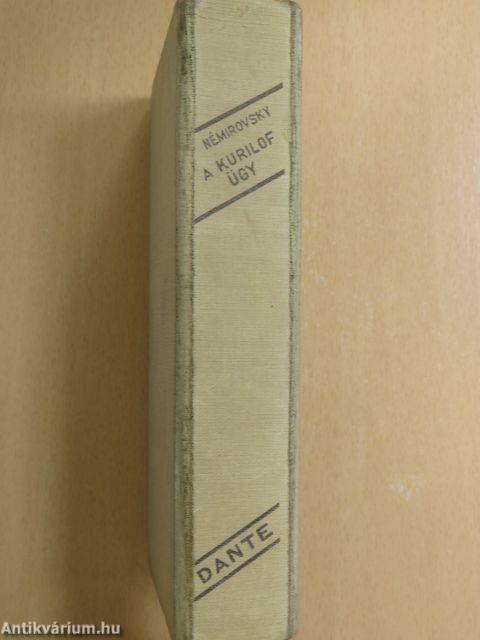 NÉMIROVSKY
A KURILOF
ÜGY
DANTE
Antikvárium.hu